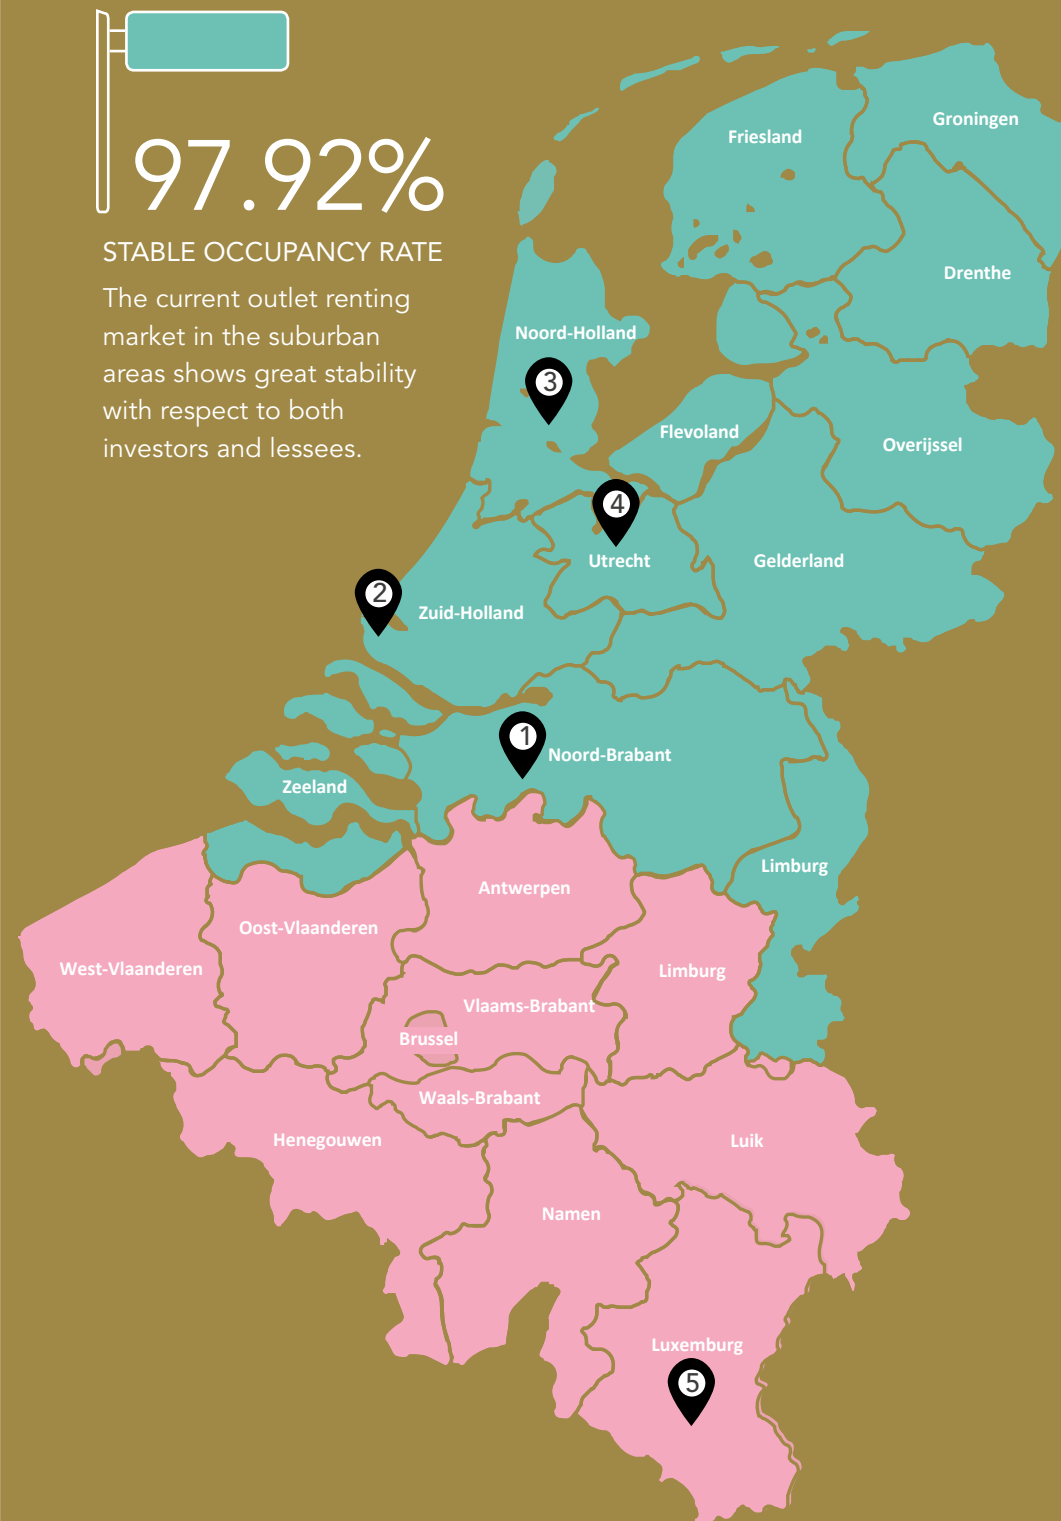 97.92%
STABLE OCCUPANCY RATE
The current outlet renting
market in the suburban
areas shows great stability
with respect to both
investors and lessees.
Groningen
Friesland
Drenthe
Noord-Holland
3
Flevoland
Overijssel
4
Utrecht
Gelderland
2
Zuid-Holland
1
Noord-Brabant
Zeeland
Limburg
Antwerpen
Oost-Vlaanderen
West-Vlaanderen
Limburg
Vlaams-Brabant
Brussel
Waals-Brabant
Henegouwen
Luik
Namen
Luxemburg
5